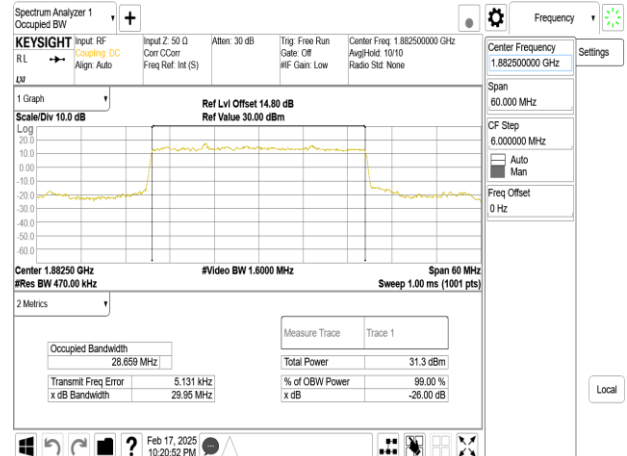 Spectrum Analyzer 1
Occupied BW
+
Frequency
KEYSIGHT
RL
Input: RF
Coupling: DC
Align: Auto
Input Z: 50 Ω
Corr CCorr
Freq Ref: Int (S)
Atten: 30 dB
Trig: Free Run
Gate: Off
#IF Gain: Low
Center Freq: 1.882500000 GHz
Avg|Hold: 10/10
Radio Std: None
LXI
Center Frequency
1.882500000 GHz
Settings
Span
60.000 MHz
CF Step
6.000000 MHz
Auto
Man
Freq Offset
0 Hz
1 Graph
Scale/Div 10.0 dB
Ref Lvl Offset 14.80 dB
Ref Value 30.00 dBm
Log
20.0
10.0
0.00
-10.0
-20.0
-30.0
-40.0
-50.0
-60.0
Center 1.88250 GHz
#Res BW 470.00 kHz
#Video BW 1.6000 MHz
Span 60 MHz
Sweep 1.00 ms (1001 pts)
2 Metrics
Measure Trace
Trace 1
Occupied Bandwidth
28.659 MHz
Total Power
31.3 dBm
Transmit Freq Error
5.131 kHz
% of OBW Power
99.00 %
x dB Bandwidth
29.95 MHz
x dB
-26.00 dB
Local
?
Feb 17, 2025
10:20:52 PM